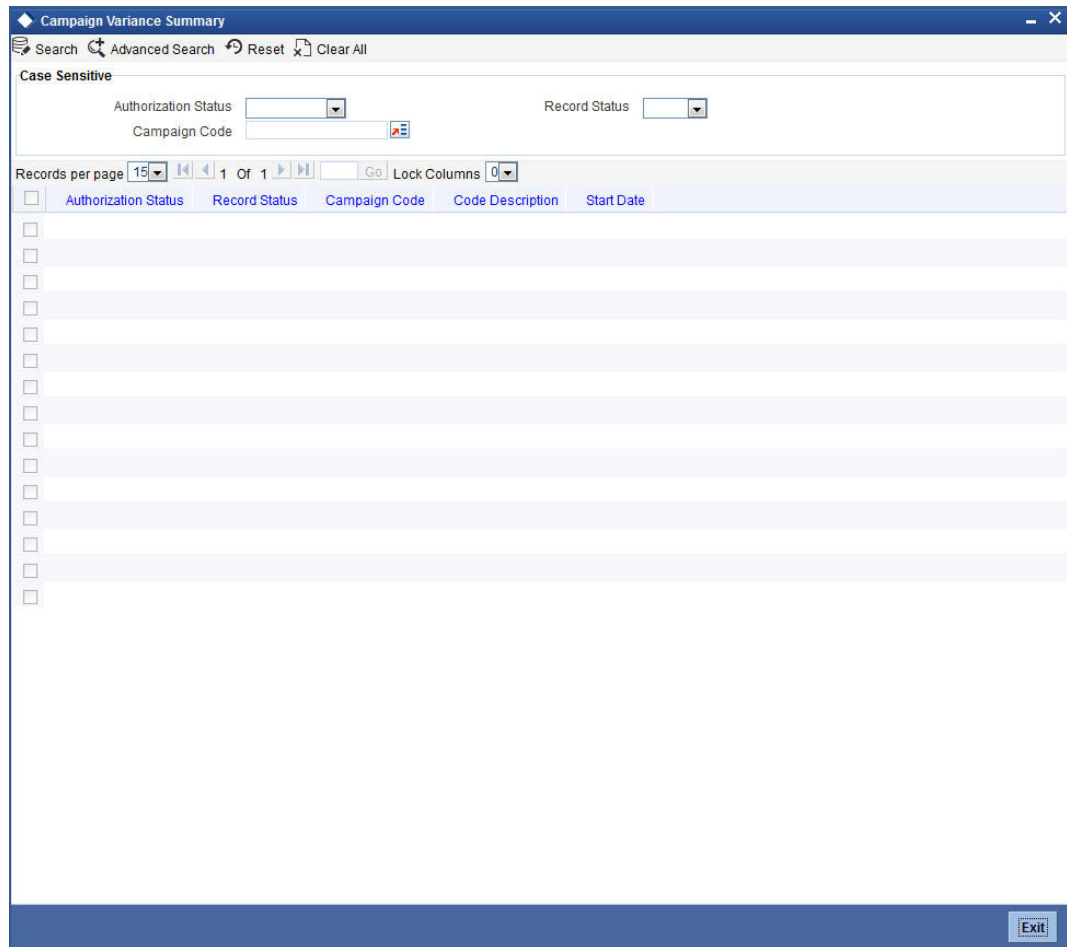 Campaign Variance Summary
Search Advanced Search Reset Clear All
Case Sensitive
Authorization Status Record Status
Campaign Code
Records per page 15 1 Of 1 Go Lock Columns 0
Authorization Status Record Status Campaign Code Code Description Start Date
Exit